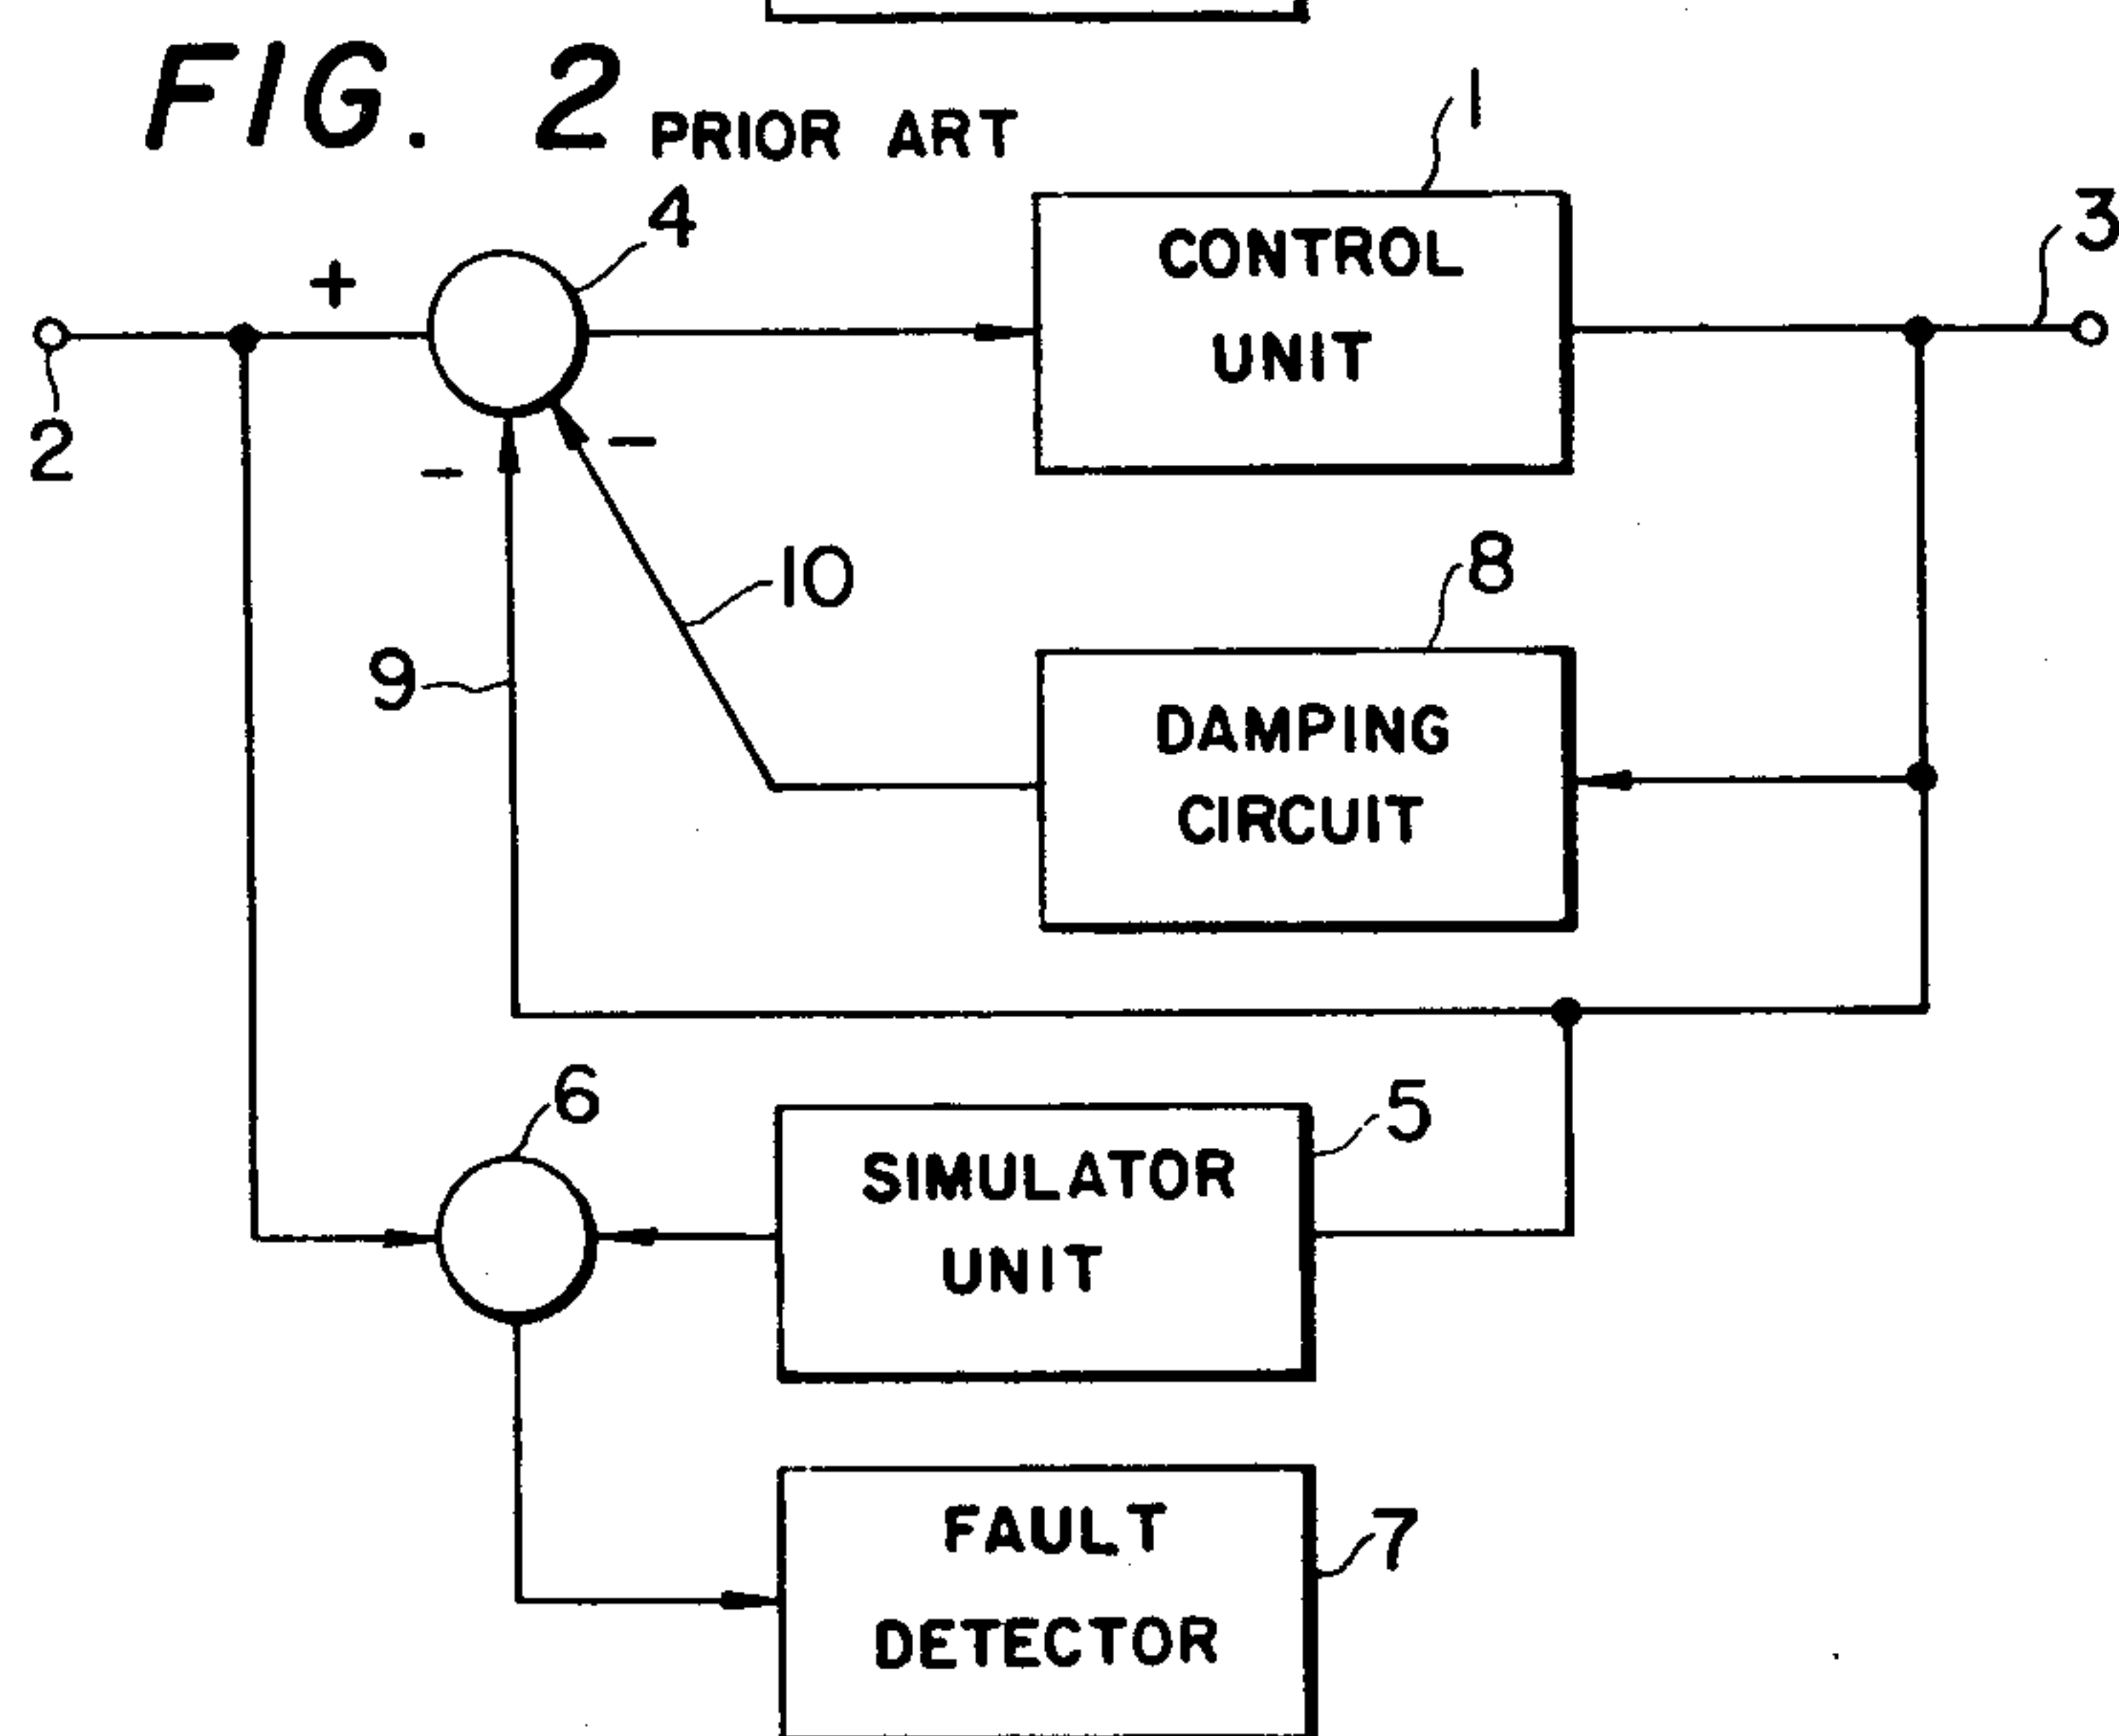 FIG. 2 PRIOR ART
1
4
3
+
CONTROL
UNIT
2
-
-
10
8
9
DAMPING
CIRCUIT
6
5
SIMULATOR
UNIT
7
FAULT
DETECTOR